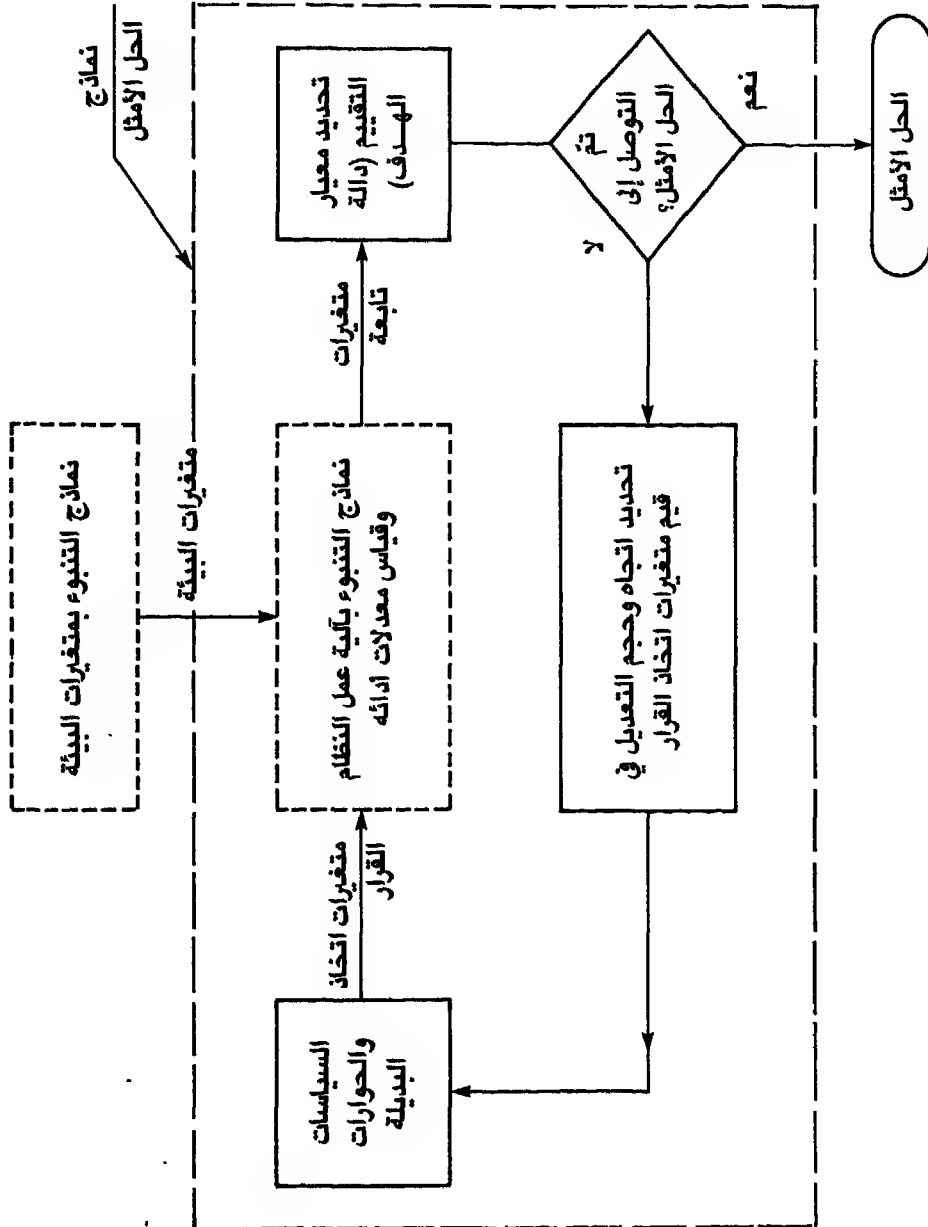 نماذج التنبوء بمتغيرات البيئة
متغيرات البيئة
نماذج
الحل الأمثل
السياسات
والحوارات
البديلة
متغيرات اتخاذ
القرار
نماذج التنبوء بآلية عمل النظام
وقياس معدلات ادائه
متغيرات
تابعة
تحديد معيار
التقييم (دالة
الهدف)
تمّ
التوصل إلى
الحل الأمثل؟
لا
نعم
تحديد اتجاه وحجم التعديل في
قيم متغيرات اتخاذ القرار
الحل الأمثل